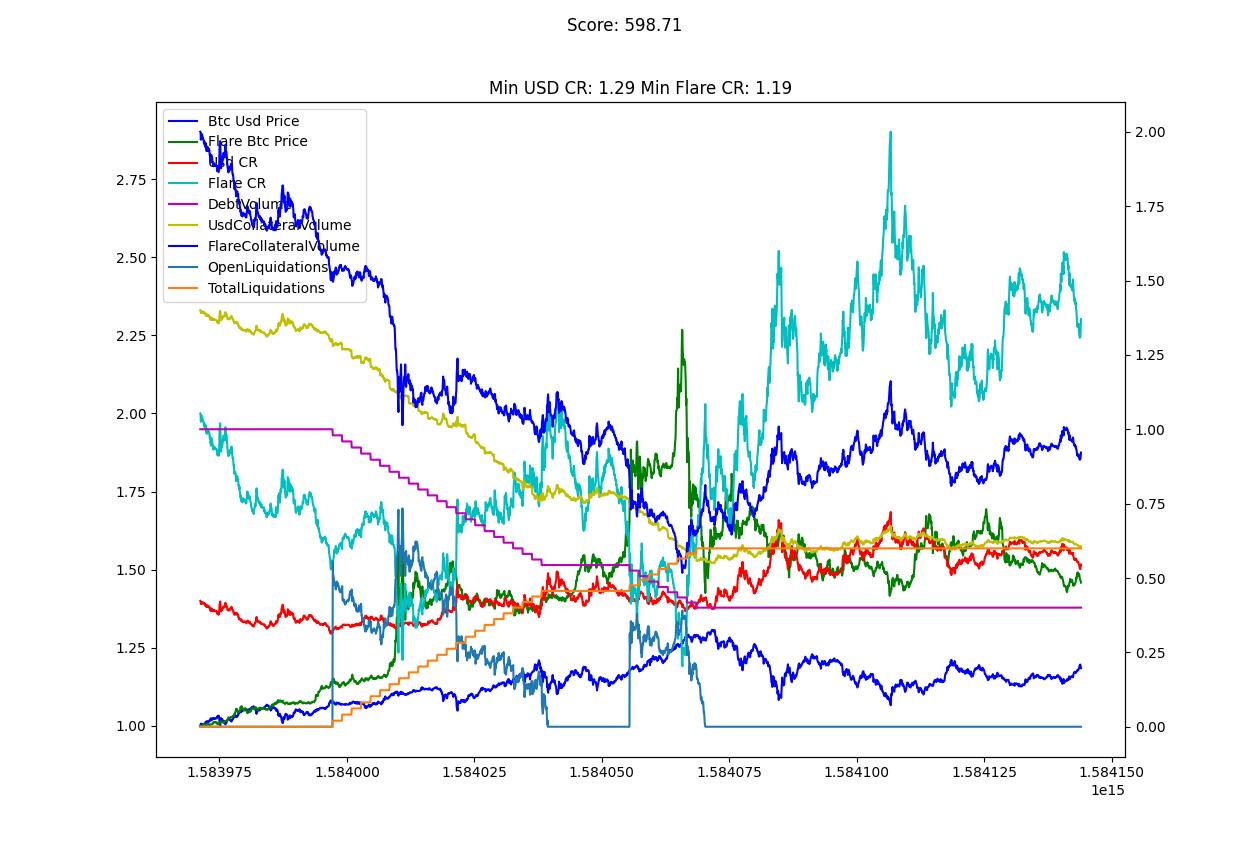 Score: 598.71
Min USD CR: 1.29 Min Flare CR: 1.19
Btc Usd Price
Flare Btc Price
Usd CR
Flare CR
DebtVolume
UsdCollateralVolume
FlareCollateralVolume
OpenLiquidations
TotalLiquidations
2.75
2.50
2.25
2.00
1.75
1.50
1.25
1.00
2.00
1.75
1.50
1.25
1.00
0.75
0.50
0.25
0.00
1.583975
1.584000
1.584025
1.584050
1.584075
1.584100
1.584125
1.584150
1e15